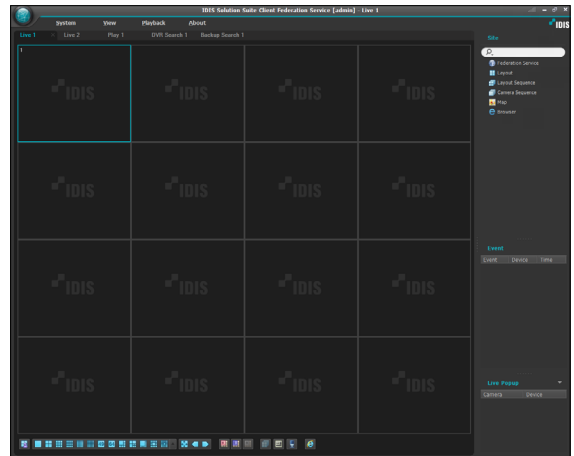 IDIS Solution Suite Client Federation Service [admin] - Live 1
System View Playback About
IDIS
Live 1 Live 2 Play 1 DVR Search 1 Backup Search 1
Site
1
Federation Service
Layout
Layout Sequence
Camera Sequence
Map
Browser
IDIS IDIS IDIS IDIS
IDIS IDIS IDIS IDIS
Event
Event Device Time
IDIS IDIS IDIS IDIS
Live Popup
Camera Device
IDIS IDIS IDIS IDIS